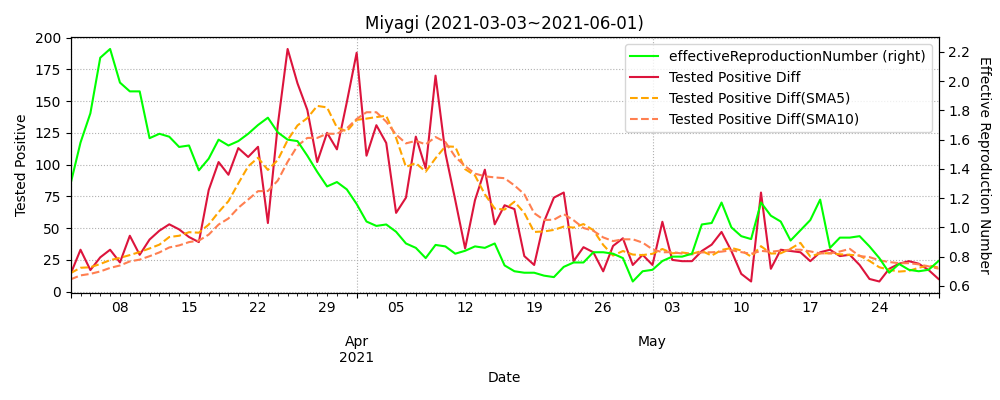 Miyagi (2021-03-03~2021-06-01)
effectiveReproductionNumber (right)
Tested Positive Diff
Tested Positive Diff(SMA5)
Tested Positive Diff(SMA10)
Tested Positive
200
175
150
125
100
75
50
25
0
2.2
2.0
1.8
1.6
1.4
1.2
1.0
0.8
0.6
Effective Reproduction Number
08 15 22 29 05 12 19 26 03 10 17 24
Apr May
2021
Date